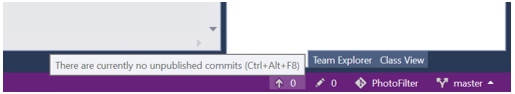 There are currently no unpublished commits (Ctrl+Alt+F8)
Team Explorer Class View
0 0 PhotoFilter master